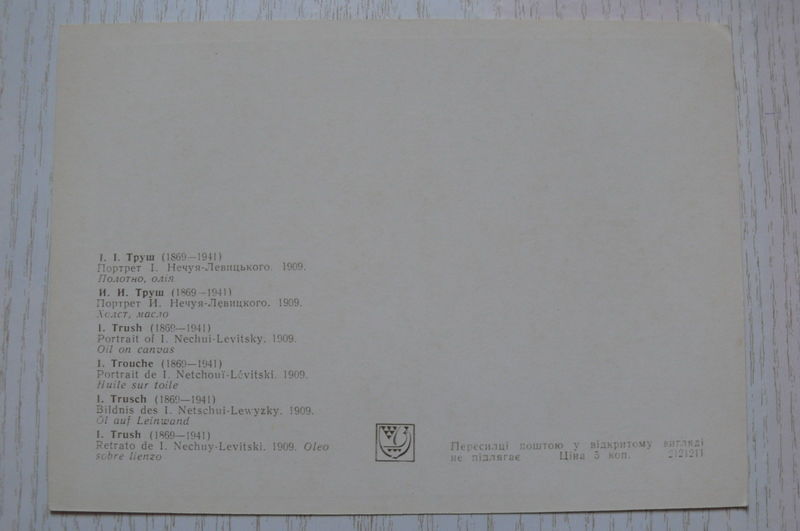 І. І. Труш (1869—1941)
Портрет І. Нечуя-Левицького. 1909.
Полотно, олія
И. И. Труш (1869—1941)
Портрет И. Нечуя-Левицкого. 1909.
Холст, масло
I. Trush (1869—1941)
Portrait of I. Nechui-Levitsky. 1909.
Oil on canvas
I. Trouche (1869—1941)
Portrait de I. Netchouï-Lévitski. 1909.
Huile sur toile
I. Trusch (1869—1941)
Bildnis des I. Netschui-Lewyzky. 1909.
Öl auf Leinwand
I. Trush (1869—1941)
Retrato de I. Nechuy-Levitski. 1909. Oleo
sobre lienzo
Пересилці поштою у відкритому вигляді
не підлягає Ціна 5 коп.